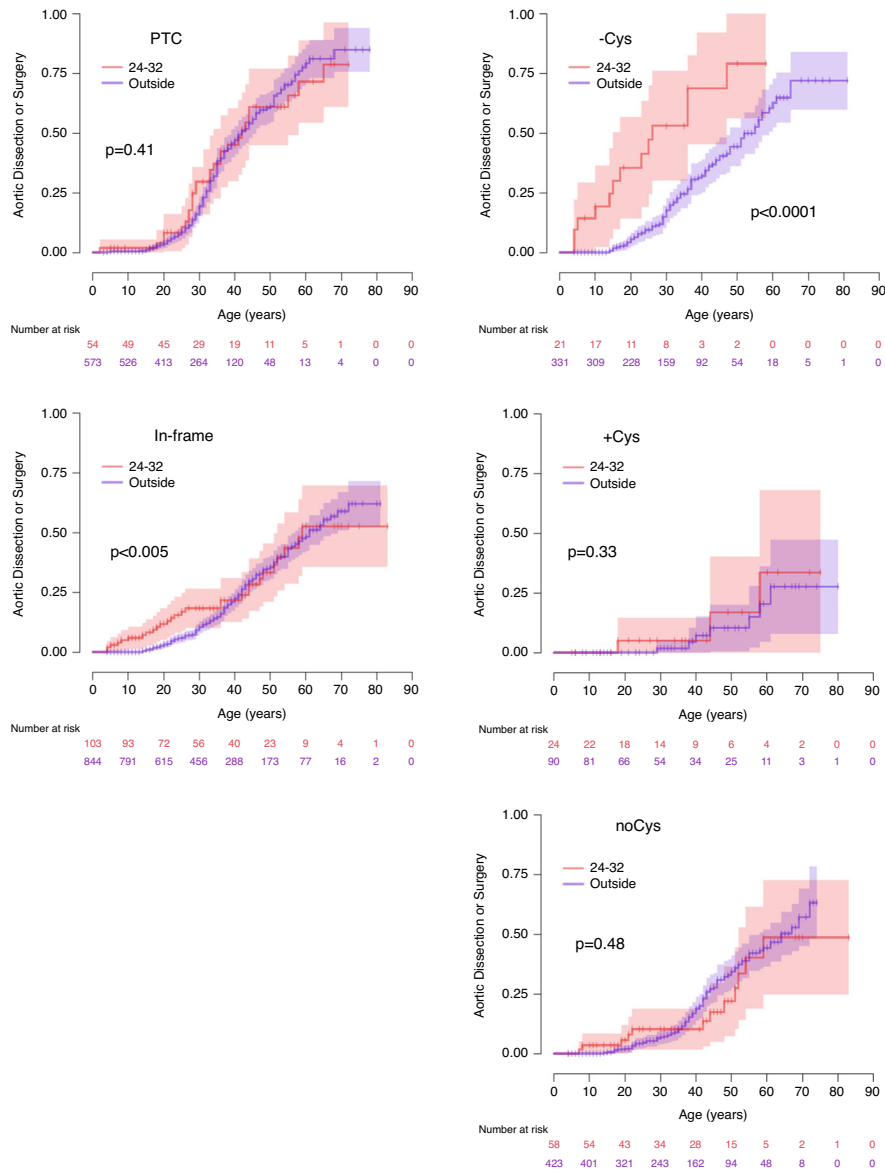 PTC
24-32
Outside
p=0.41
Aortic Dissection or Surgery
1.00
0.75
0.50
0.25
0.00
0 10 20 30 40 50 60 70 80 90
Age (years)
Number at risk
54 49 45 29 19 11 5 1 0 0
573 526 413 264 120 48 13 4 0 0
-Cys
24-32
Outside
p<0.0001
Aortic Dissection or Surgery
1.00
0.75
0.50
0.25
0.00
0 10 20 30 40 50 60 70 80 90
Age (years)
Number at risk
21 17 11 8 3 2 0 0 0 0
331 309 228 159 92 54 18 5 1 0
In-frame
24-32
Outside
p<0.005
Aortic Dissection or Surgery
1.00
0.75
0.50
0.25
0.00
0 10 20 30 40 50 60 70 80 90
Age (years)
Number at risk
103 93 72 56 40 23 9 4 1 0
844 791 615 456 288 173 77 16 2 0
+Cys
24-32
Outside
p=0.33
Aortic Dissection or Surgery
1.00
0.75
0.50
0.25
0.00
0 10 20 30 40 50 60 70 80 90
Age (years)
Number at risk
24 22 18 14 9 6 4 2 0 0
90 81 66 54 34 25 11 3 1 0
noCys
24-32
Outside
p=0.48
Aortic Dissection or Surgery
1.00
0.75
0.50
0.25
0.00
0 10 20 30 40 50 60 70 80 90
Age (years)
Number at risk
58 54 43 34 28 15 5 2 1 0
423 401 321 243 162 94 48 8 0 0